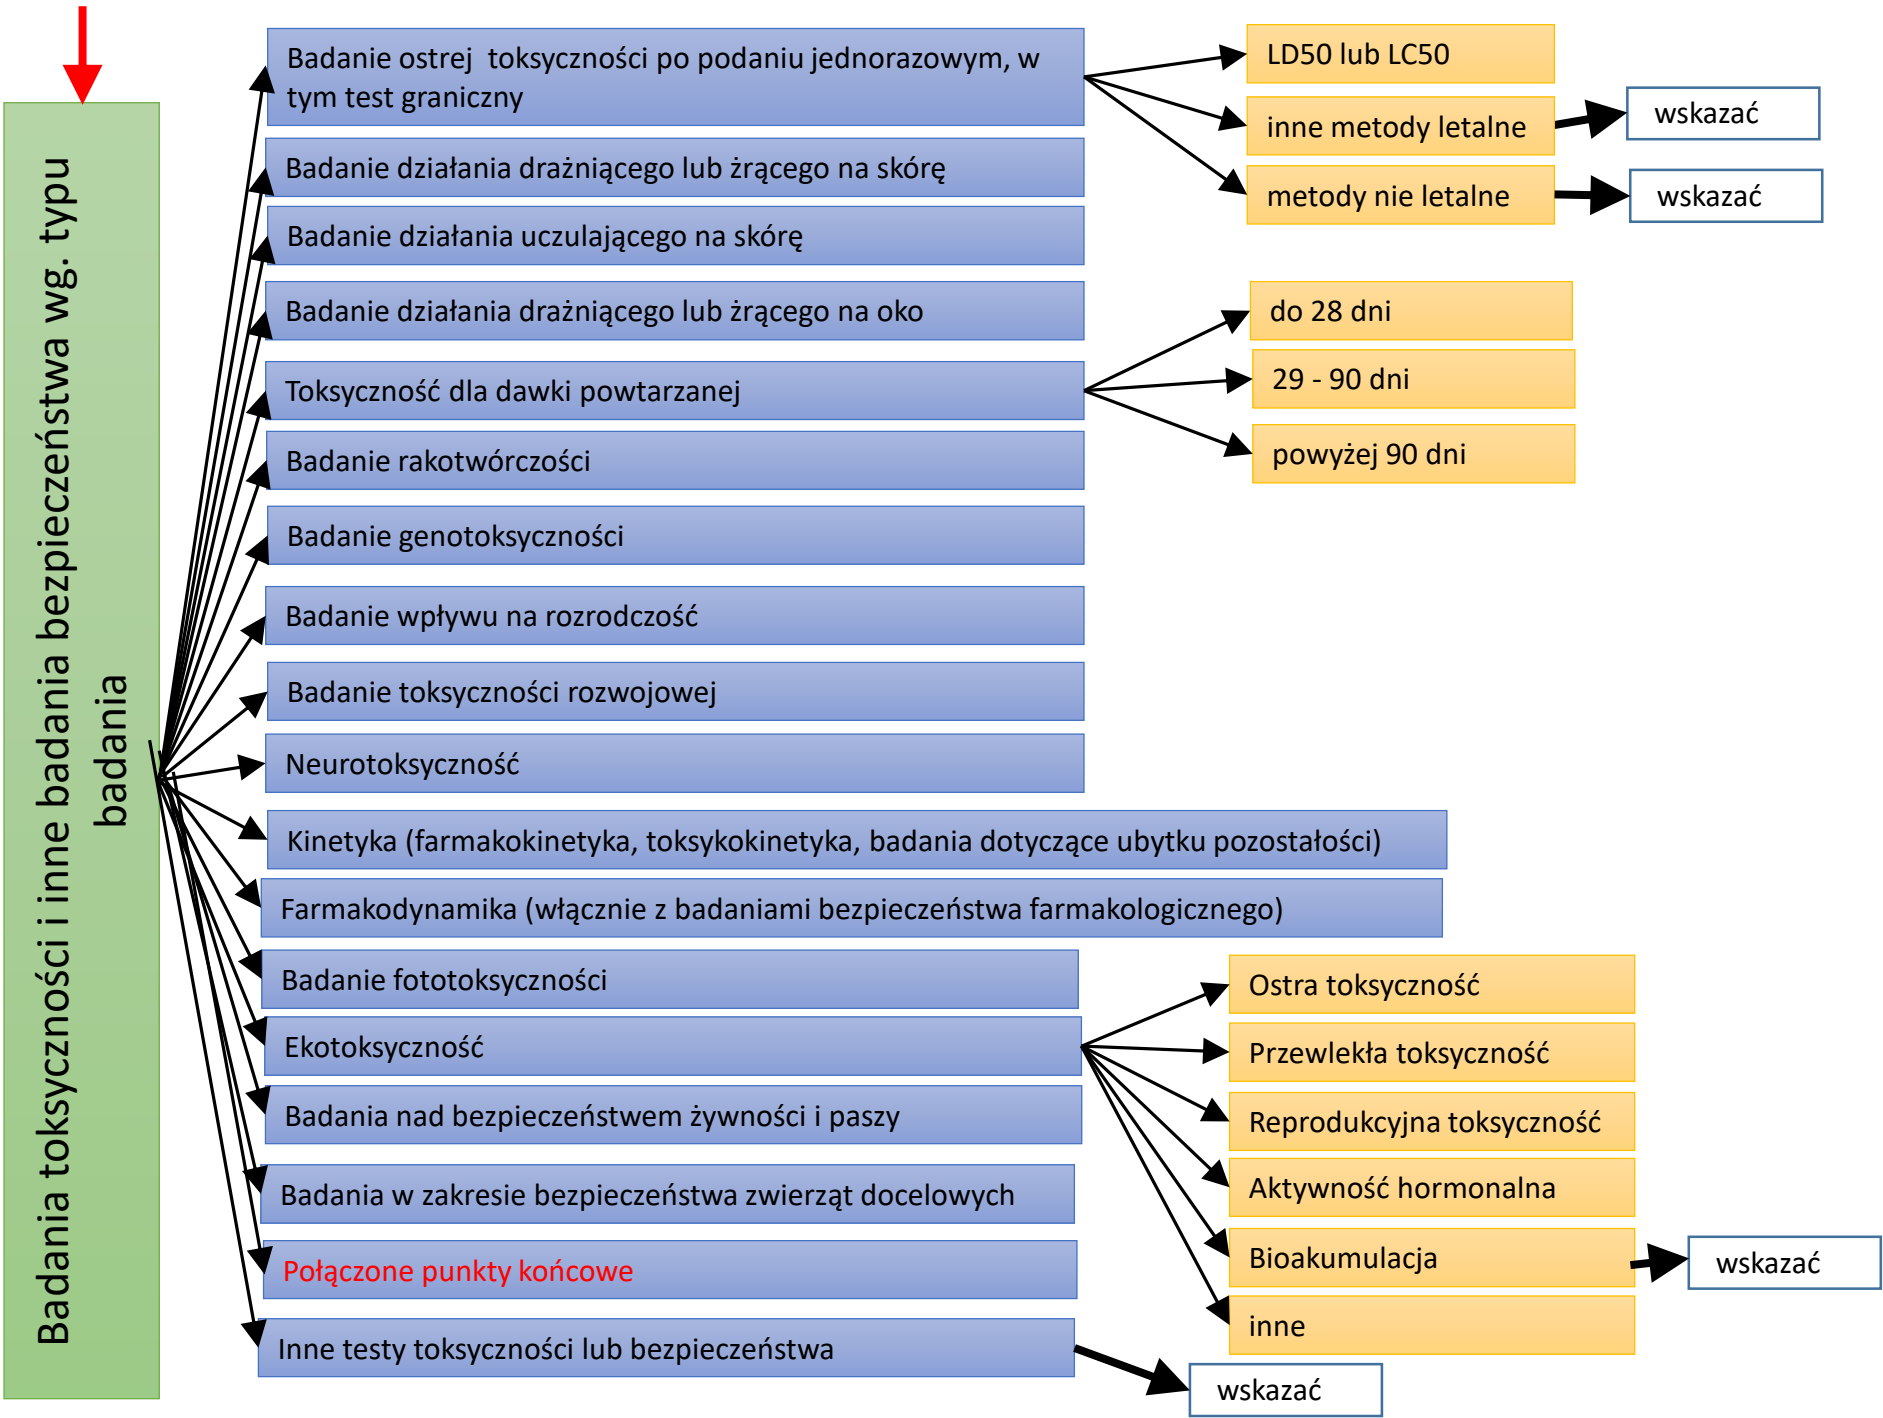 Badania toksyczności i inne badania bezpieczeństwa wg. typu
badania
Badanie ostrej  toksyczności po podaniu jednorazowym, w
tym test graniczny
LD50 lub LC50
inne metody letalne
wskazać
metody nie letalne
wskazać
Badanie działania drażniącego lub żrącego na skórę
Badanie działania uczulającego na skórę
Badanie działania drażniącego lub żrącego na oko
Toksyczność dla dawki powtarzanej
do 28 dni
29 - 90 dni
powyżej 90 dni
Badanie rakotwórczości
Badanie genotoksyczności
Badanie wpływu na rozrodczość
Badanie toksyczności rozwojowej
Neurotoksyczność
Kinetyka (farmakokinetyka, toksykokinetyka, badania dotyczące ubytku pozostałości)
Farmakodynamika (włącznie z badaniami bezpieczeństwa farmakologicznego)
Badanie fototoksyczności
Ekotoksyczność
Ostra toksyczność
Przewlekła toksyczność
Reprodukcyjna toksyczność
Aktywność hormonalna
Bioakumulacja
wskazać
inne
Badania nad bezpieczeństwem żywności i paszy
Badania w zakresie bezpieczeństwa zwierząt docelowych
Połączone punkty końcowe
Inne testy toksyczności lub bezpieczeństwa
wskazać